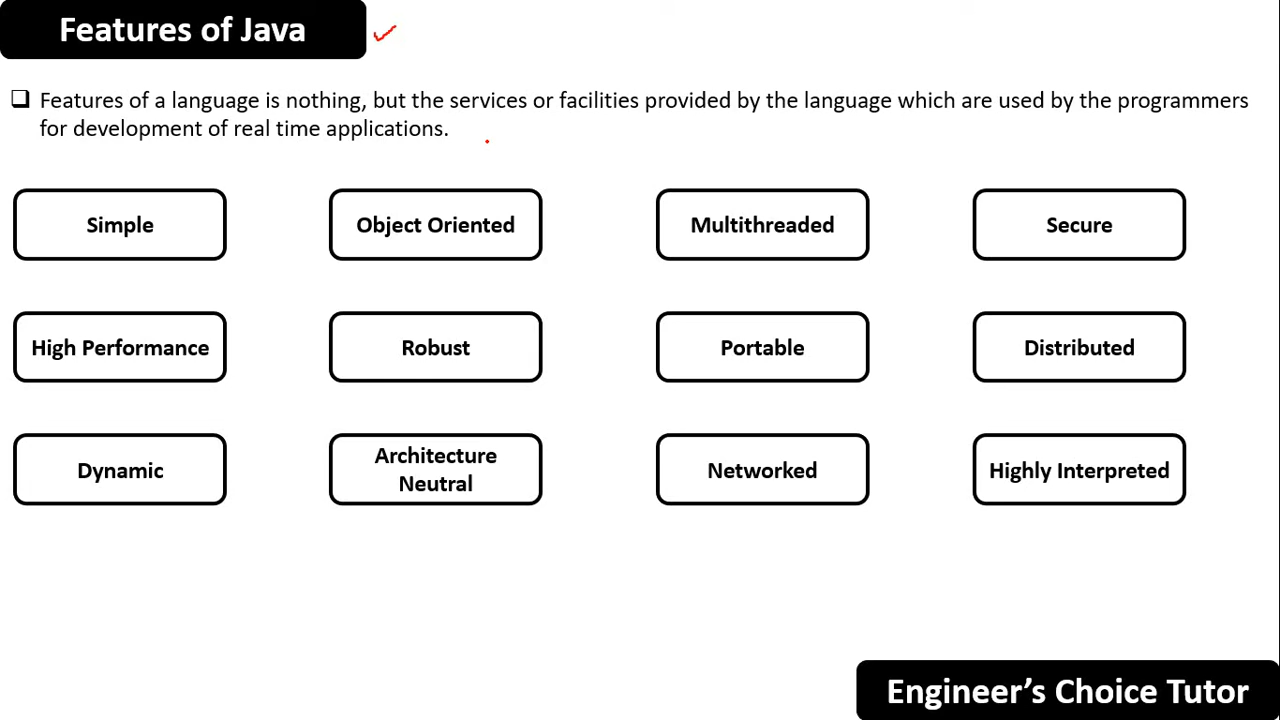 Features of Java
Features of a language is nothing, but the services or facilities provided by the language which are used by the programmers
for development of real time applications.
Simple
Object Oriented
Multithreaded
Secure
High Performance
Robust
Portable
Distributed
Dynamic
Architecture
Neutral
Networked
Highly Interpreted
Engineer’s Choice Tutor